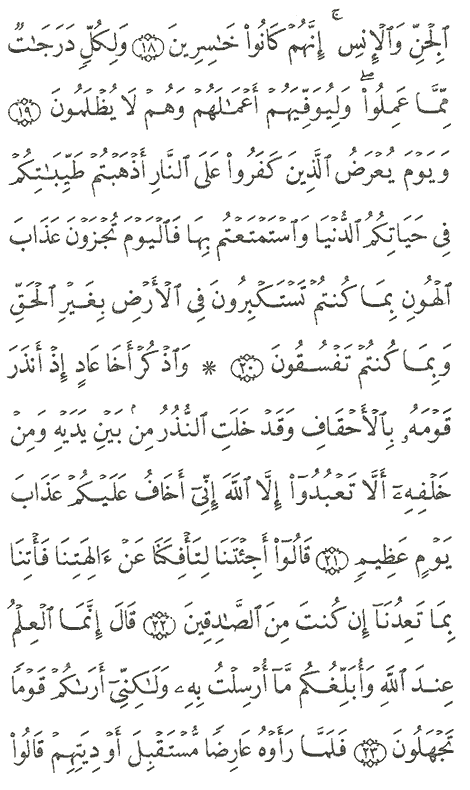 ٱلۡجِنِّ وَٱلۡإِنسِۖ إِنَّهُمۡ كَانُواْ خَٰسِرِينَ ١٨ وَلِكُلّٖ دَرَجَٰتٞ
مِّمَّا عَمِلُواْۖ وَلِيُوَفِّيَهُمۡ أَعۡمَٰلَهُمۡ وَهُمۡ لَا يُظۡلَمُونَ ١٩
وَيَوۡمَ يُعۡرَضُ ٱلَّذِينَ كَفَرُواْ عَلَى ٱلنَّارِ أَذۡهَبۡتُمۡ طَيِّبَٰتِكُمۡ
فِي حَيَاتِكُمُ ٱلدُّنۡيَا وَٱسۡتَمۡتَعۡتُم بِهَا فَٱلۡيَوۡمَ تُجۡزَوۡنَ عَذَابَ
ٱلۡهُونِ بِمَا كُنتُمۡ تَسۡتَكۡبِرُونَ فِي ٱلۡأَرۡضِ بِغَيۡرِ ٱلۡحَقِّ
وَبِمَا كُنتُمۡ تَفۡسُقُونَ ٢٠ * وَٱذۡكُرۡ أَخَا عَادٍ إِذۡ أَنذَرَ
قَوۡمَهُۥ بِٱلۡأَحۡقَافِ وَقَدۡ خَلَتِ ٱلنُّذُرُ مِنۢ بَيۡنِ يَدَيۡهِ وَمِنۡ
خَلۡفِهِۦٓ أَلَّا تَعۡبُدُوٓاْ إِلَّا ٱللَّهَ إِنِّيٓ أَخَافُ عَلَيۡكُمۡ عَذَابَ
يَوۡمٍ عَظِيمٖ ٢١ قَالُوٓاْ أَجِئۡتَنَا لِتَأۡفِكَنَا عَنۡ ءَالِهَتِنَا فَأۡتِنَا
بِمَا تَعِدُنَآ إِن كُنتَ مِنَ ٱلصَّٰدِقِينَ ٢٢ قَالَ إِنَّمَا ٱلۡعِلۡمُ
عِندَ ٱللَّهِ وَأُبَلِّغُكُم مَّآ أُرۡسِلۡتُ بِهِۦ وَلَٰكِنِّيٓ أَرَىٰكُمۡ قَوۡمٗا
تَجۡهَلُونَ ٢٣ فَلَمَّا رَأَوۡهُ عَارِضٗا مُّسۡتَقۡبِلَ أَوۡدِيَتِهِمۡ قَالُواْ